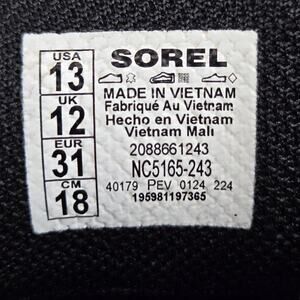 USA
13
UK
12
EUR
31
CM
18
SOREL
MADE IN VIETNAM
Fabriqué Au Vietnam
Hecho en Vietnam
Vietnam Malı
2088661243
NC5165-243
40179 PEV 0124 224
195981197365